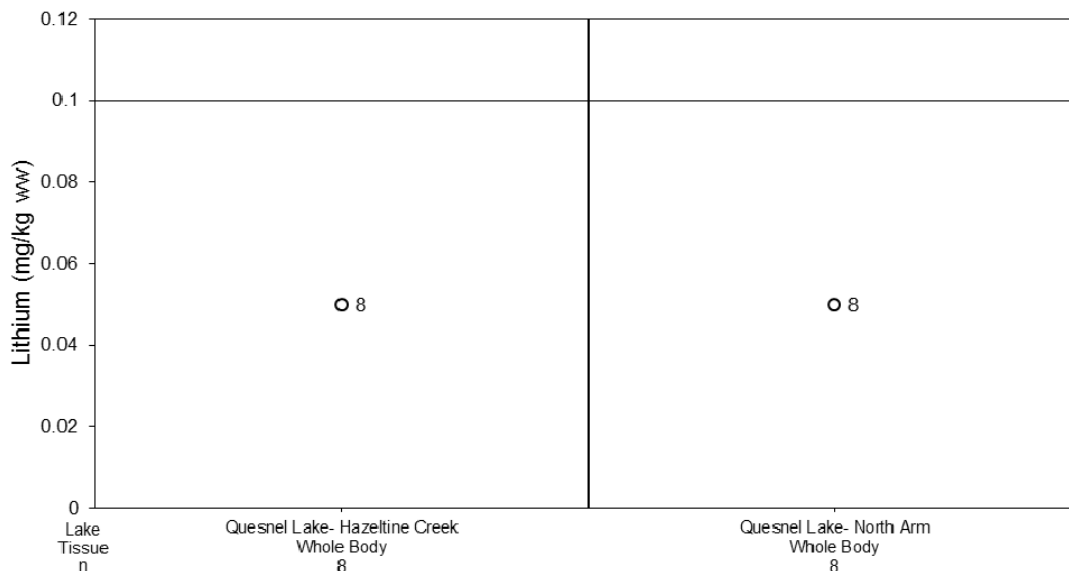 Lithium (mg/kg ww)
0.12
0.1
0.08
0.06
0.04
0.02
0
8
8
Lake
Tissue
n
Quesnel Lake- Hazeltine Creek
Whole Body
8
Quesnel Lake- North Arm
Whole Body
8